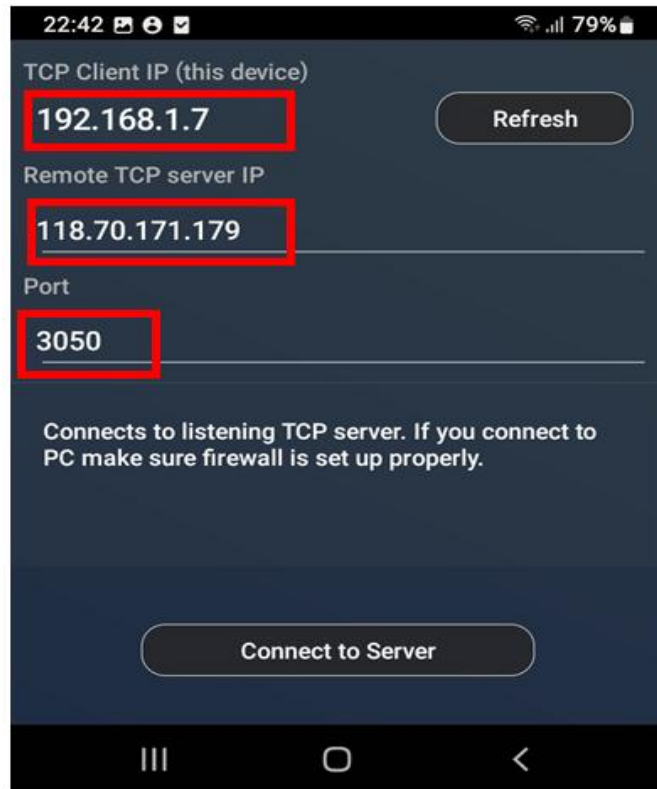 22:42 79%
TCP Client IP (this device)
192.168.1.7 Refresh
Remote TCP server IP
118.70.171.179
Port
3050
Connects to listening TCP server. If you connect to
PC make sure firewall is set up properly.
Connect to Server